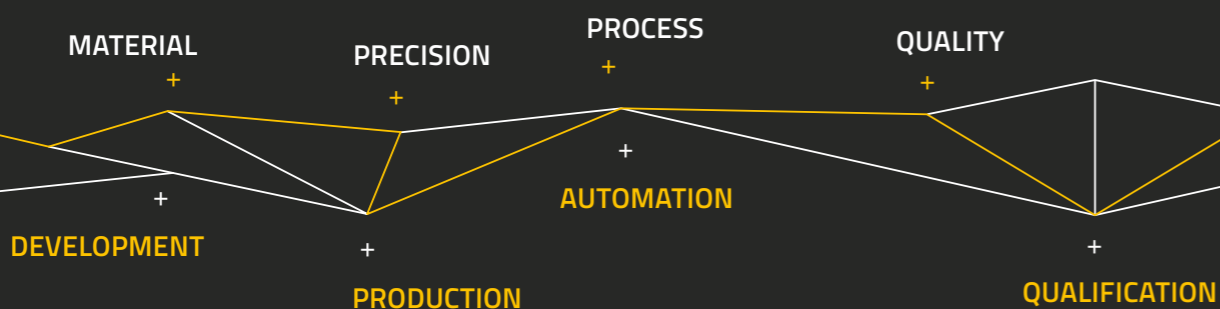 MATERIAL
+
PRECISION
+
PROCESS
+
QUALITY
+
+
DEVELOPMENT
+
PRODUCTION
+
AUTOMATION
+
QUALIFICATION